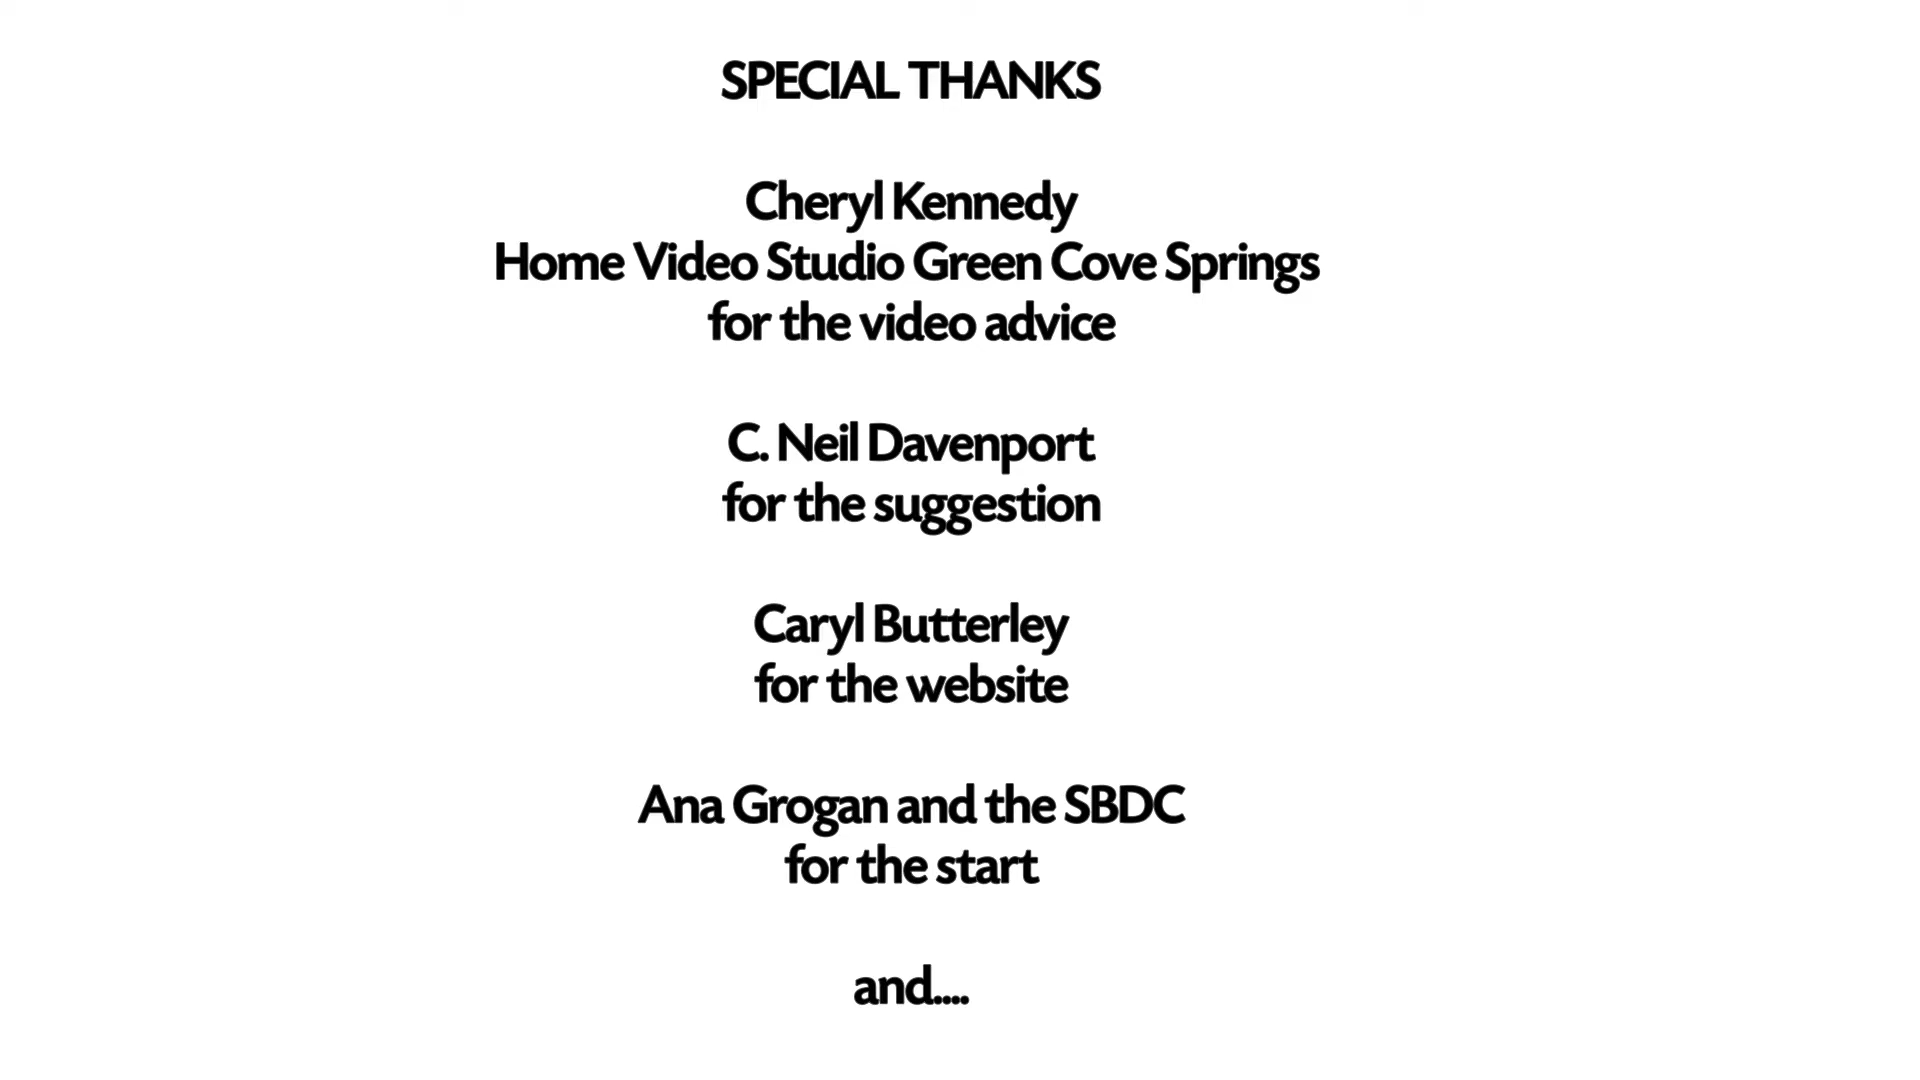 SPECIAL THANKS
Cheryl Kennedy
Home Video Studio Green Cove Springs
for the video advice
C. Neil Davenport
for the suggestion
Caryl Butterley
for the website
Ana Grogan and the SBDC
for the start
and....